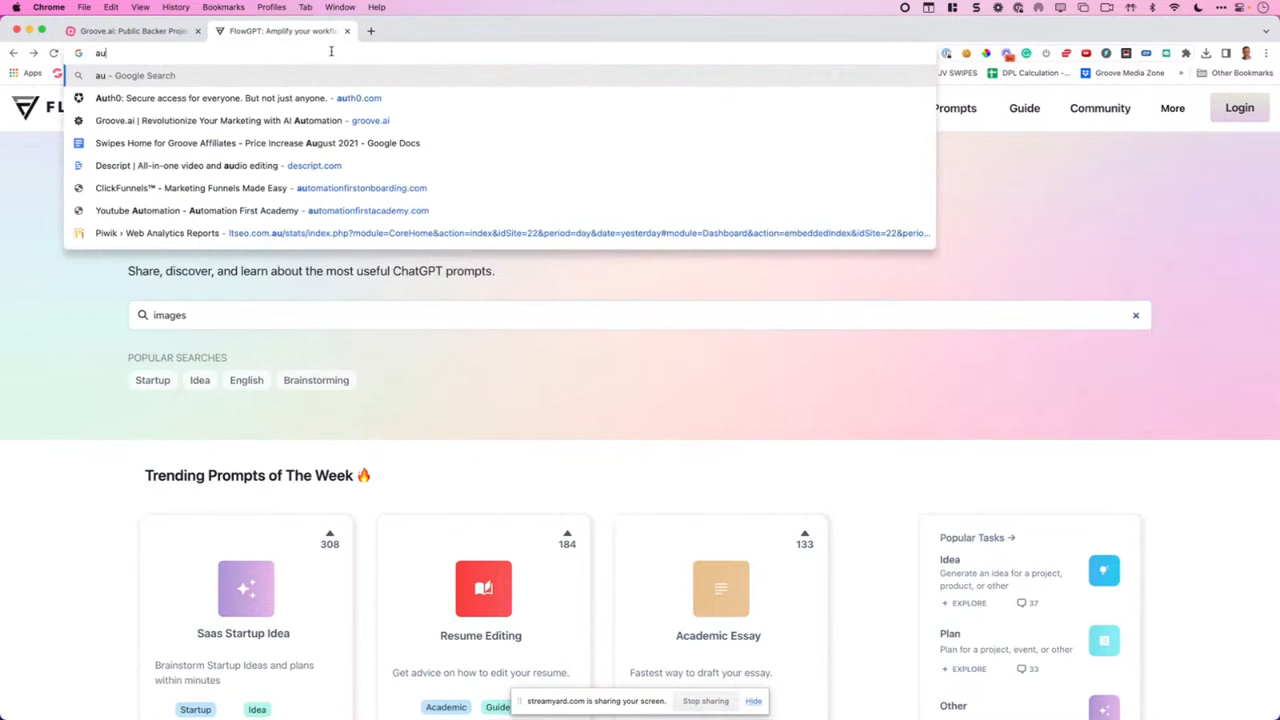 Chrome File Edit View History Bookmarks Profiles Tab Window Help
Groove.ai: Public Backer Proje
FlowGPT: Amplify your workfl
au
au - Google Search
Auth0: Secure access for everyone. But not just anyone. - auth0.com
Groove.ai | Revolutionize Your Marketing with AI Automation - groove.ai
Swipes Home for Groove Affiliates - Price Increase August 2021 - Google Docs
Descript | All-in-one video and audio editing - descript.com
ClickFunnels™ - Marketing Funnels Made Easy - automationfirstonboarding.com
Youtube Automation - Automation First Academy - automationfirstacademy.com
Piwik › Web Analytics Reports - ltseo.com.au/stats/index.php?module=CoreHome&action=index&idSite=22&period=day&date=yesterday#module=Dashboard&action=embeddedIndex&idSite=22&perio...
Apps
JV SWIPES
DPL Calculation -...
Groove Media Zone
»
Other Bookmarks
FL
Prompts
Guide
Community
More
Login
Share, discover, and learn about the most useful ChatGPT prompts.
images
POPULAR SEARCHES
Startup
Idea
English
Brainstorming
Trending Prompts of The Week 🔥
308
Saas Startup Idea
Brainstorm Startup Ideas and plans
within minutes
Startup
Idea
184
Resume Editing
Get advice on how to edit your resume.
Academic
Guide
133
Academic Essay
Fastest way to draft your essay.
Popular Tasks →
Idea
Generate an idea for a project,
product, or other
+ EXPLORE
37
Plan
Plan for a project, event, or other
+ EXPLORE
33
Other
streamyard.com is sharing your screen.
Stop sharing
Hide